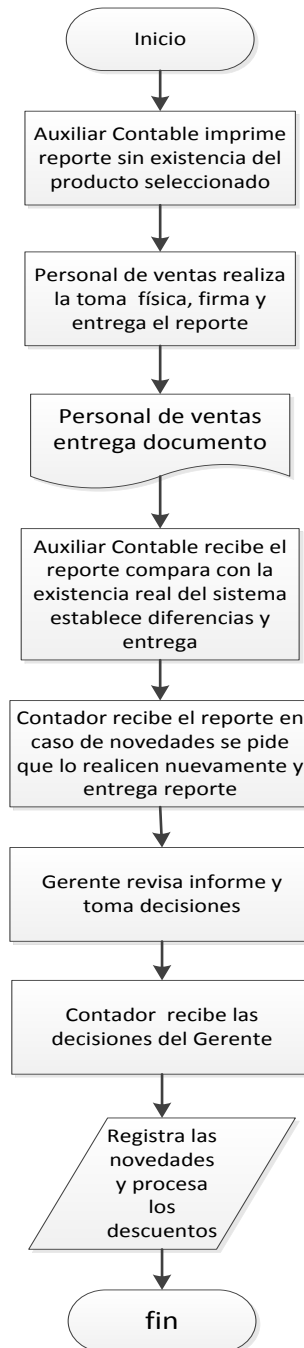 Inicio
Auxiliar Contable imprime
reporte sin existencia del
producto seleccionado
Personal de ventas realiza
la toma física, firma y
entrega el reporte
Personal de ventas
entrega documento
Auxiliar Contable recibe el
reporte compara con la
existencia real del sistema
establece diferencias y
entrega
Contador recibe el reporte en
caso de novedades se pide
que lo realicen nuevamente y
entrega reporte
Gerente revisa informe y
toma decisiones
Contador recibe las
decisiones del Gerente
Registra las
novedades
y procesa
los
descuentos
fin